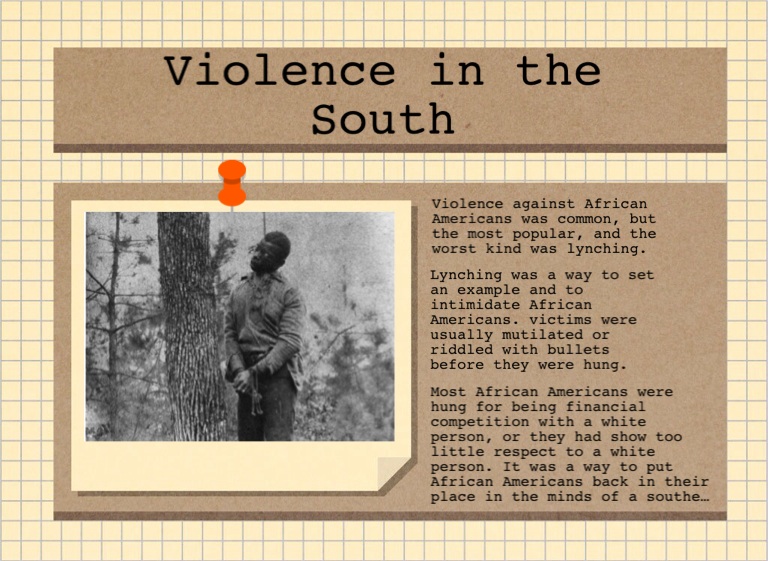 Violence in the
South
Violence against African
Americans was common, but
the most popular, and the
worst kind was lynching.
Lynching was a way to set
an example and to
intimidate African
Americans. victims were
usually mutilated or
riddled with bullets
before they were hung.
Most African Americans were
hung for being financial
competition with a white
person, or they had show too
little respect to a white
person. It was a way to put
African Americans back in their
place in the minds of a southe…